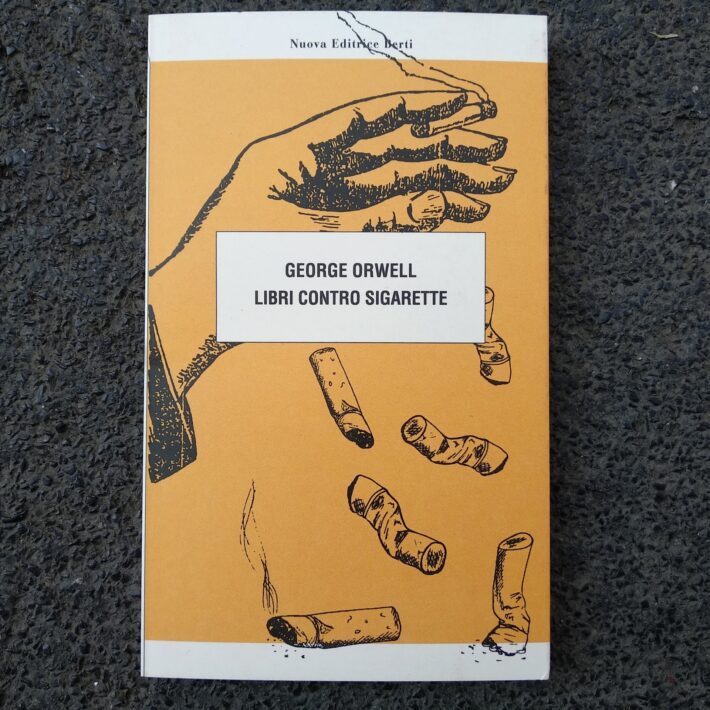 Nuova Editrice Berti
GEORGE ORWELL
LIBRI CONTRO SIGARETTE